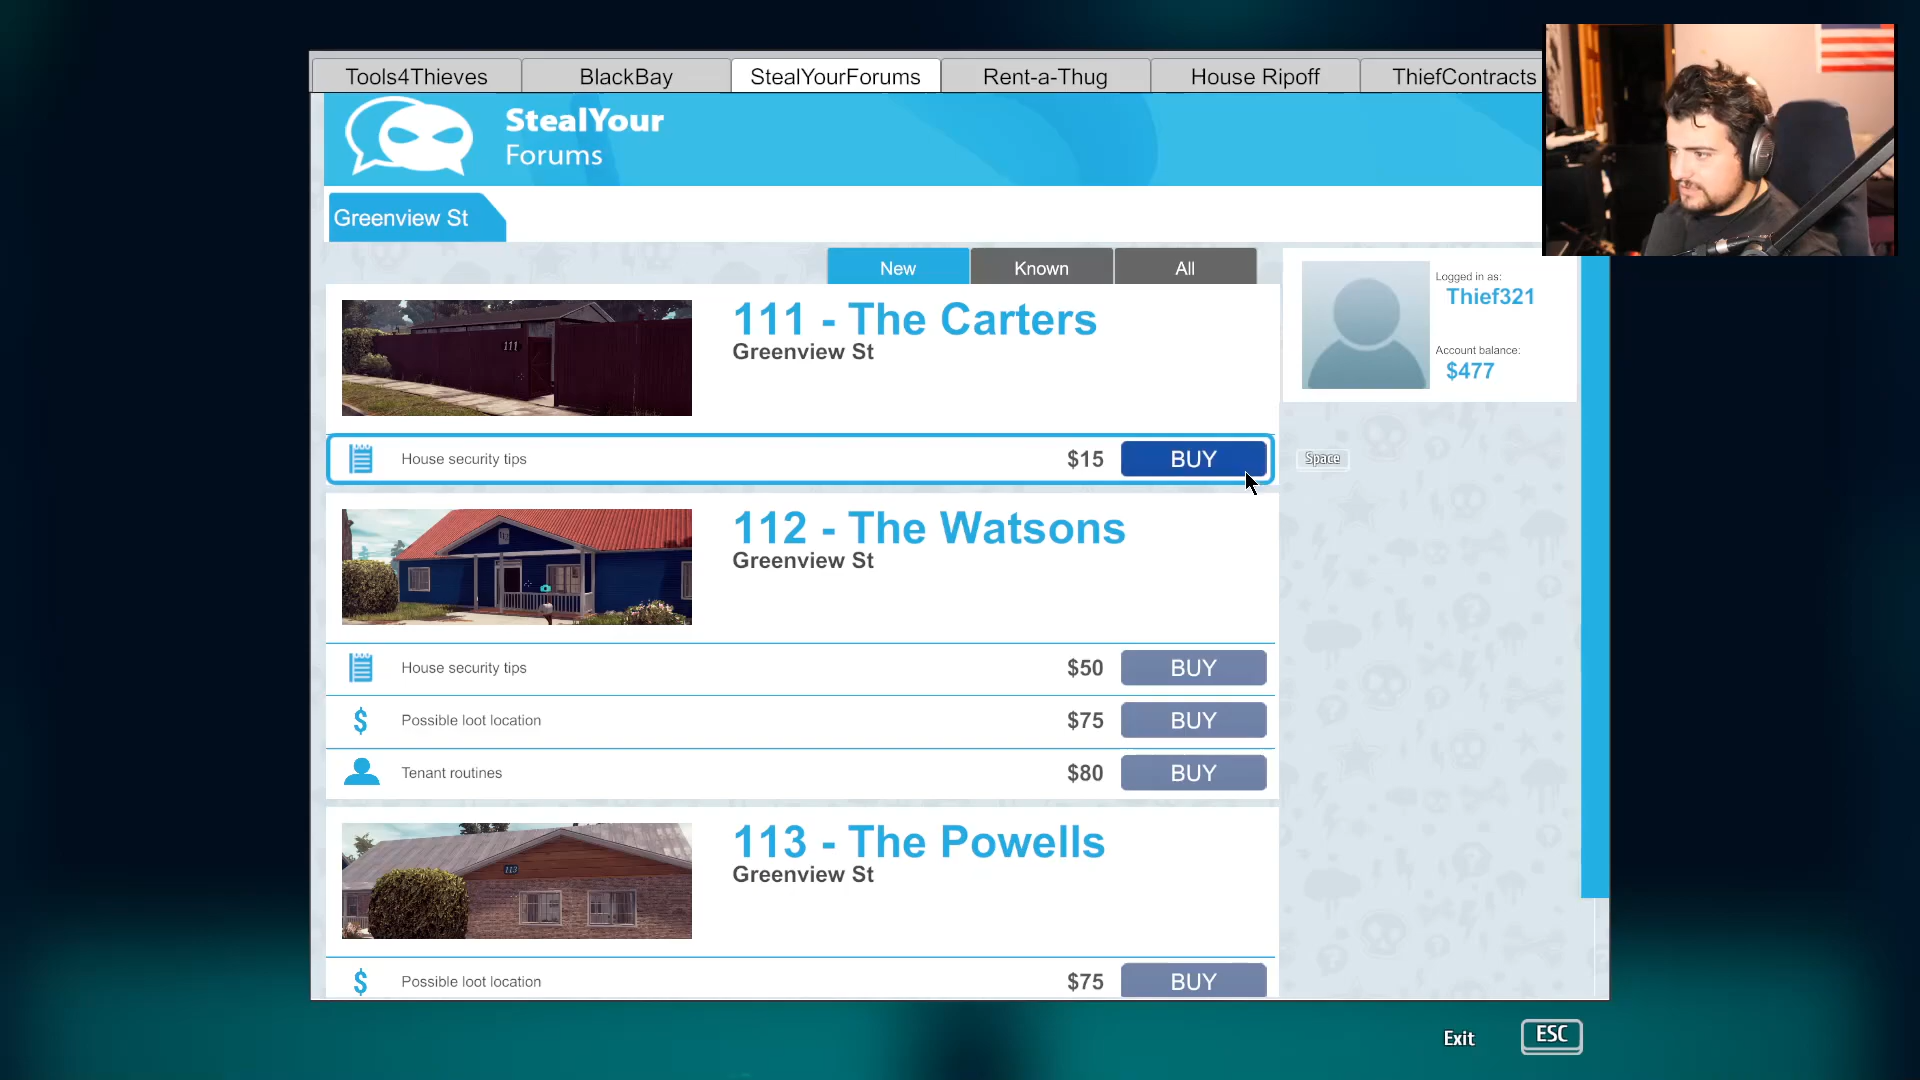 Tools4Thieves
BlackBay
StealYourForums
Rent-a-Thug
House Ripoff
ThiefContracts
StealYour
Forums
Greenview St
New
Known
All
Logged in as:
Thief321
Account balance:
$477
111
111 - The Carters
Greenview St
House security tips
$15
BUY
Space
112 - The Watsons
Greenview St
House security tips
$50
BUY
$
Possible loot location
$75
BUY
Tenant routines
$80
BUY
113
113 - The Powells
Greenview St
$
Possible loot location
$75
BUY
Exit
ESC